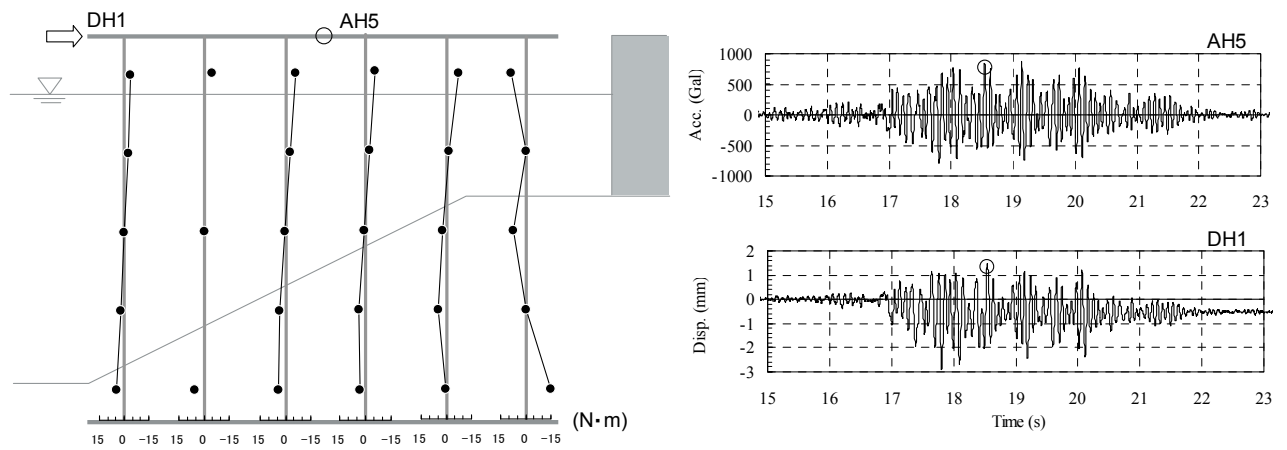 DH1
AH5
15 0 -15 15 0 -15 15 0 -15 15 0 -15 15 0 -15 15 0 -15
(N·m)
AH5
Acc. (Gal)
1000
500
0
-500
-1000
15 16 17 18 19 20 21 22 23
DH1
Disp. (mm)
2
1
0
-1
-2
-3
15 16 17 18 19 20 21 22 23
Time (s)